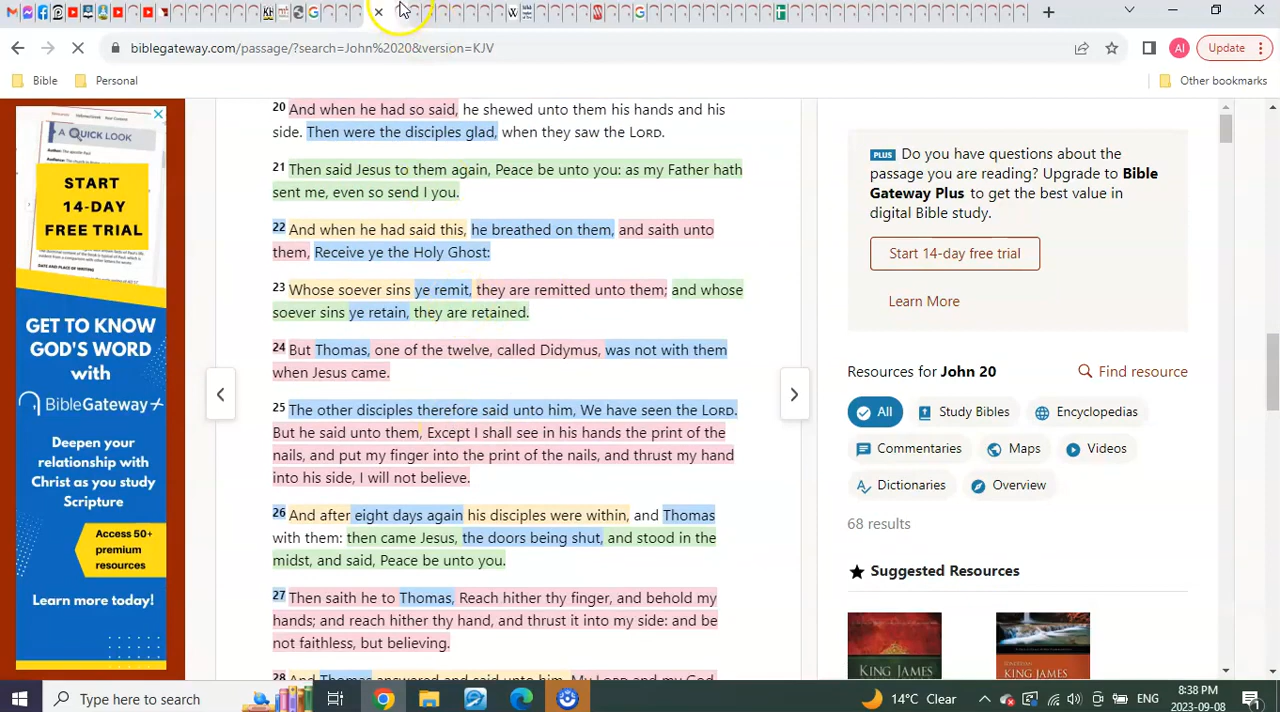 biblegateway.com/passage/?search=John%2020&version=KJV
AI
Update
Bible
Personal
Other bookmarks
A QUICK LOOK
START
14-DAY
FREE TRIAL
GET TO KNOW
GOD'S WORD
with
BIBLEGATEWAY+
Deepen your
relationship with
Christ as you study
Scripture
Access 50+
premium
resources
Learn more today!
20 And when he had so said, he shewed unto them his hands and his
side. Then were the disciples glad, when they saw the LORD.
21 Then said Jesus to them again, Peace be unto you: as my Father hath
sent me, even so send I you.
22 And when he had said this, he breathed on them, and saith unto
them, Receive ye the Holy Ghost:
23 Whose soever sins ye remit, they are remitted unto them; and whose
soever sins ye retain, they are retained.
24 But Thomas, one of the twelve, called Didymus, was not with them
when Jesus came.
25 The other disciples therefore said unto him, We have seen the LORD.
But he said unto them, Except I shall see in his hands the print of the
nails, and put my finger into the print of the nails, and thrust my hand
into his side, I will not believe.
26 And after eight days again his disciples were within, and Thomas
with them: then came Jesus, the doors being shut, and stood in the
midst, and said, Peace be unto you.
27 Then saith he to Thomas, Reach hither thy finger, and behold my
hands; and reach hither thy hand, and thrust it into my side: and be
not faithless, but believing.
28 And Thomas answered and said unto him, My LORD and my God.
PLUS Do you have questions about the
passage you are reading? Upgrade to Bible
Gateway Plus to get the best value in
digital Bible study.
Start 14-day free trial
Learn More
Resources for John 20
Find resource
All
Study Bibles
Encyclopedias
Commentaries
Maps
Videos
Dictionaries
Overview
68 results
Suggested Resources
KING JAMES
KING JAMES
Type here to search
14°C Clear
ENG
8:38 PM
2023-09-08
1